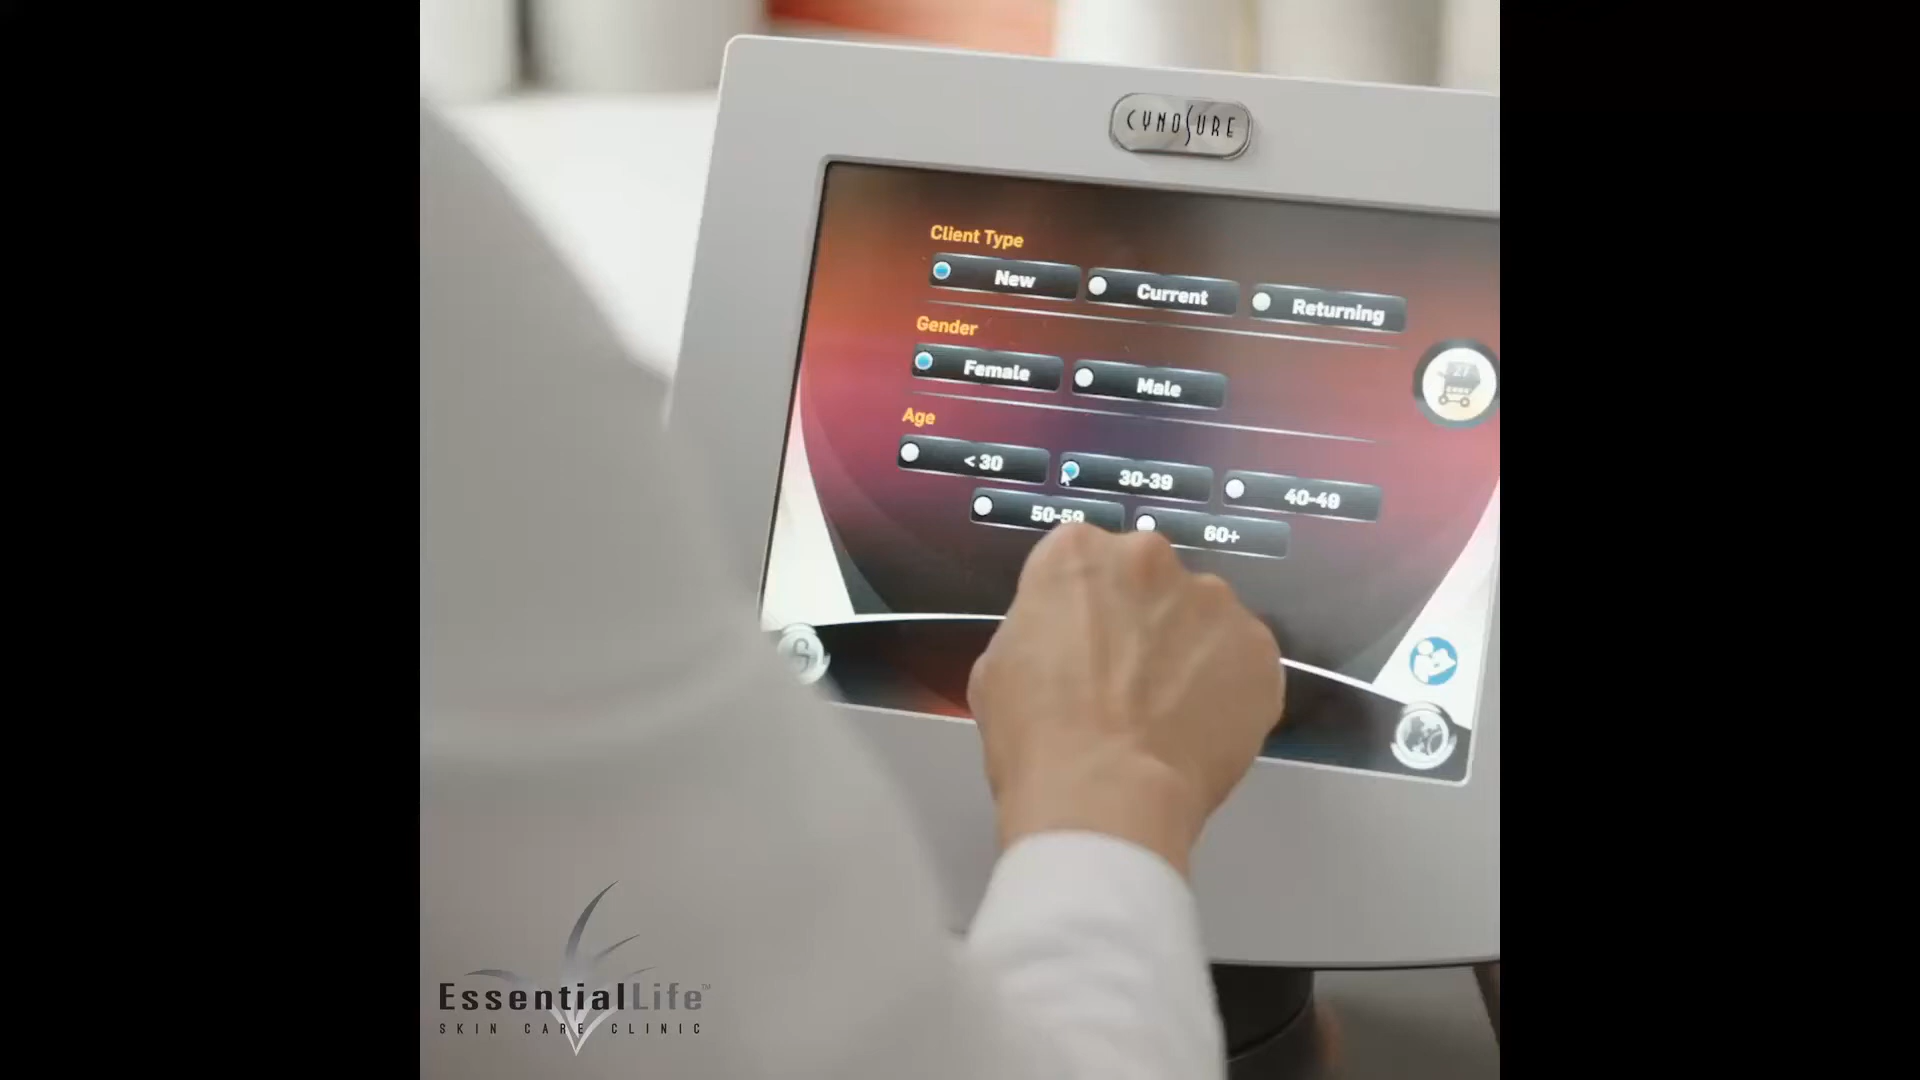 CYNOSURE
Client Type
New Current Returning
Gender
Female Male
Age
< 30 30-39 40-49
50-59 60+
27
EssentialLife™
SKIN CARE CLINIC